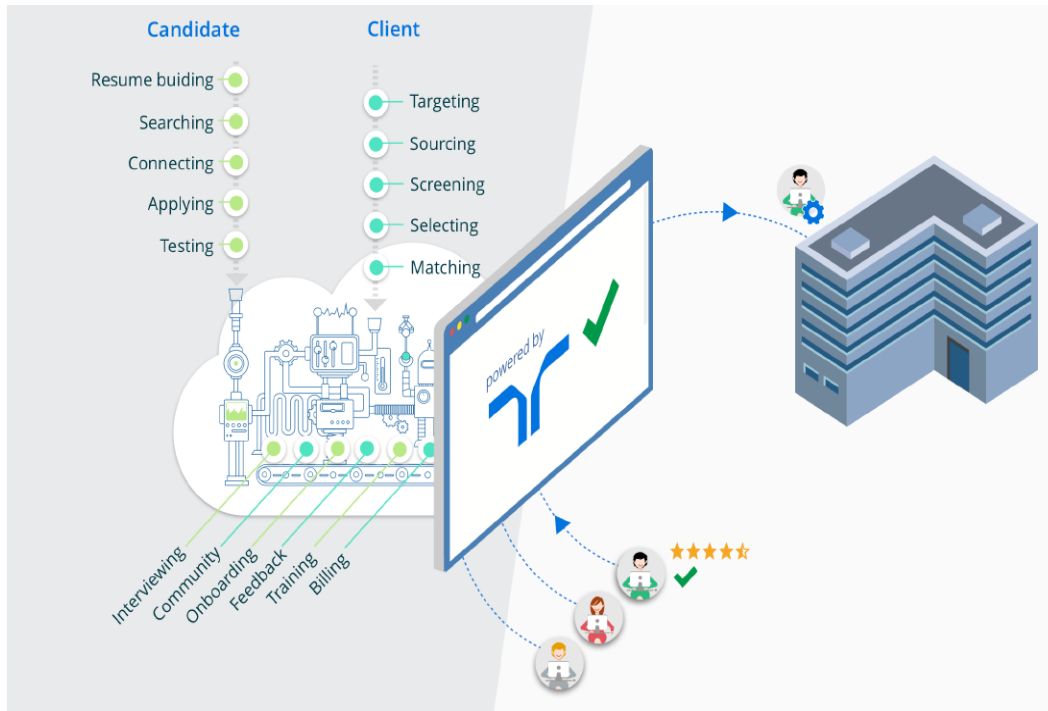 Candidate
Client
Resume buiding
Searching
Connecting
Applying
Testing
Targeting
Sourcing
Screening
Selecting
Matching
powered by
Interviewing
Community
Onboarding
Feedback
Training
Billing